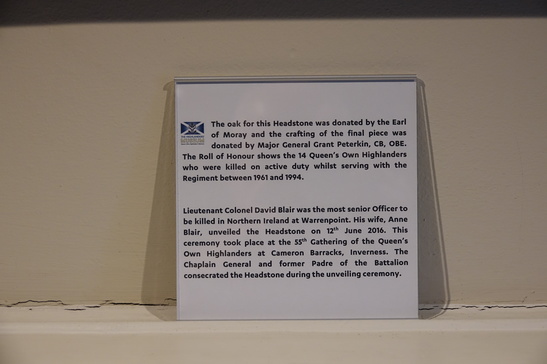 The oak for this Headstone was donated by the Earl
of Moray and the crafting of the final piece was
donated by Major General Grant Peterkin, CB, OBE.
The Roll of Honour shows the 14 Queen's Own Highlanders
who were killed on active duty whilst serving with the
Regiment between 1961 and 1994.
Lieutenant Colonel David Blair was the most senior Officer to
be killed in Northern Ireland at Warrenpoint. His wife, Anne
Blair, unveiled the Headstone on 12th June 2016. This
ceremony took place at the 55th Gathering of the Queen's
Own Highlanders at Cameron Barracks, Inverness. The
Chaplain General and former Padre of the Battalion
consecrated the Headstone during the unveiling ceremony.